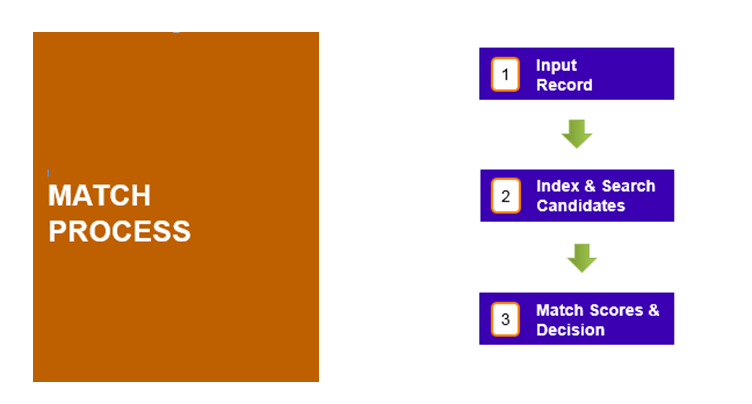 MATCH
PROCESS
1
Input
Record
2
Index & Search
Candidates
3
Match Scores &
Decision